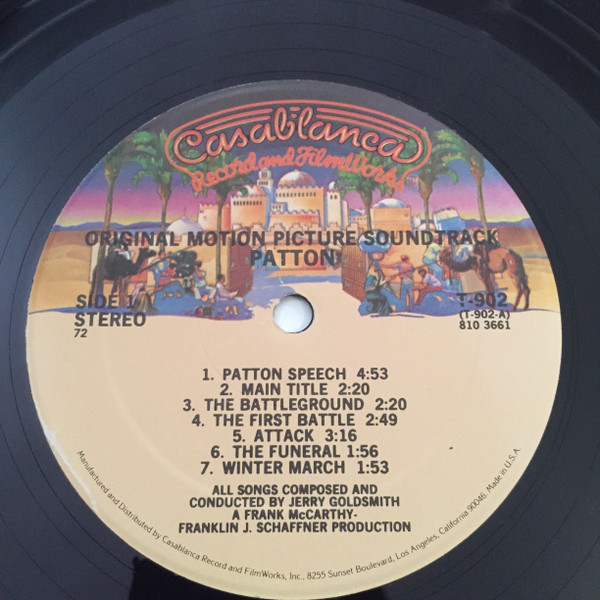 Casablanca
Record and FilmWorks
ORIGINAL MOTION PICTURE SOUNDTRACK
PATTON
SIDE 1
STEREO
72
T-902
(T-902-A)
810 3661
1. PATTON SPEECH 4:53
2. MAIN TITLE 2:20
3. THE BATTLEGROUND 2:20
4. THE FIRST BATTLE 2:49
5. ATTACK 3:16
6. THE FUNERAL 1:56
7. WINTER MARCH 1:53
ALL SONGS COMPOSED AND
CONDUCTED BY JERRY GOLDSMITH
A FRANK McCARTHY-
FRANKLIN J. SCHAFFNER PRODUCTION
Manufactured and Distributed by Casablanca Record and FilmWorks, Inc., 8255 Sunset Boulevard, Los Angeles, California 90046. Made in U.S.A.